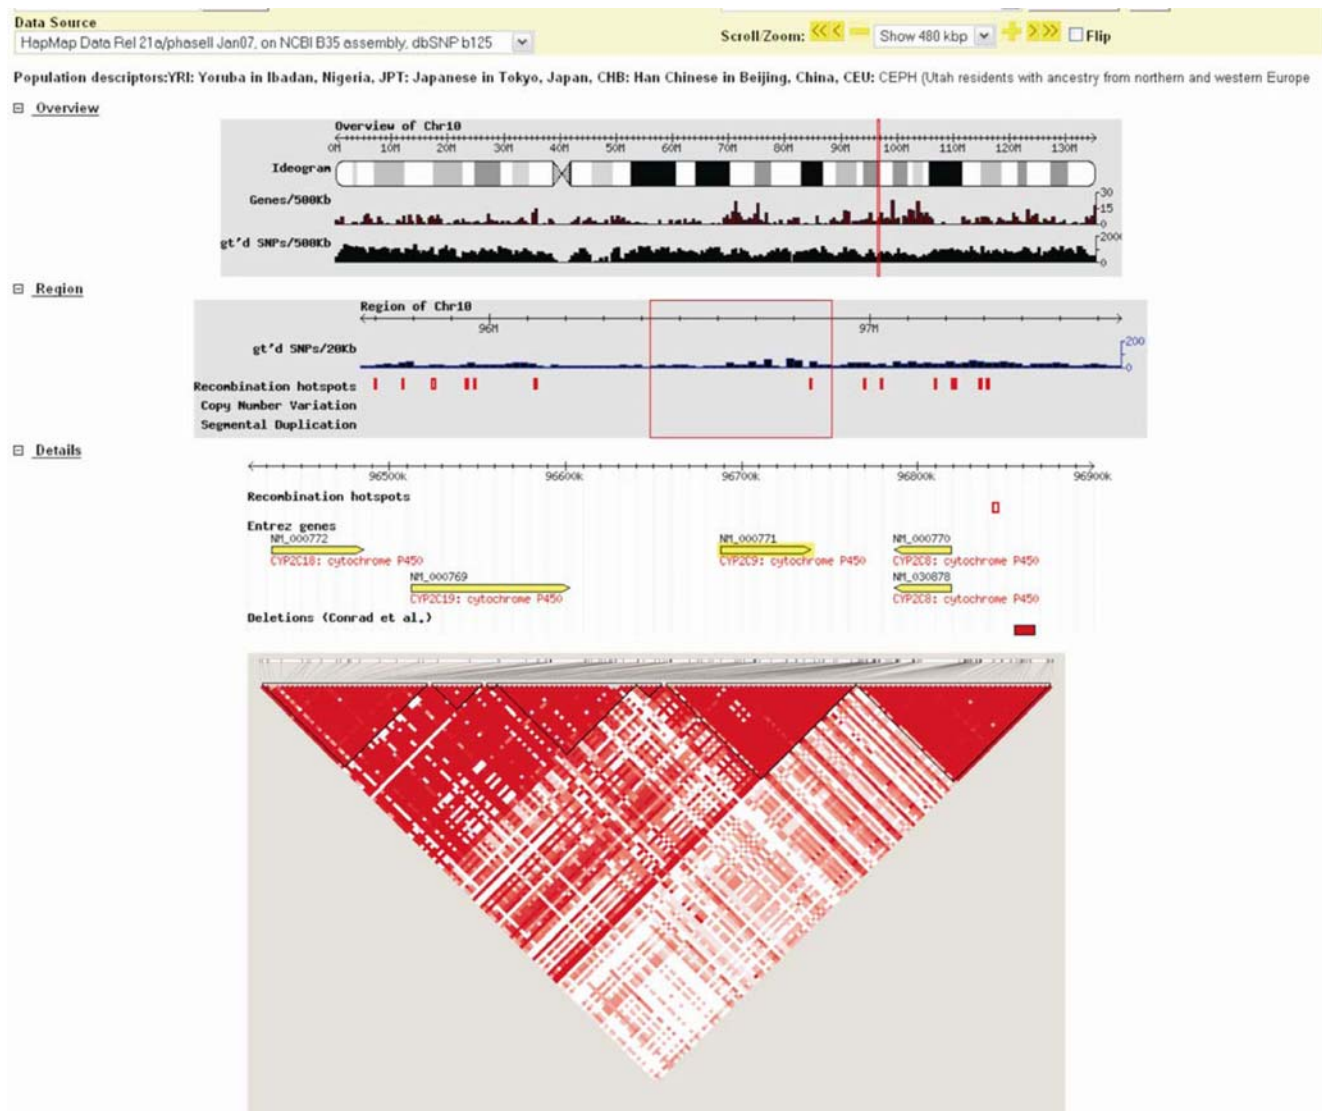 Data Source
HapMap Data Rel 21a/phaseII Jan07, on NCBI B35 assembly, dbSNP b125
Scroll/Zoom: << < Show 480 kbp > >> Flip
Population descriptors:YRI: Yoruba in Ibadan, Nigeria, JPT: Japanese in Tokyo, Japan, CHB: Han Chinese in Beijing, China, CEU: CEPH (Utah residents with ancestry from northern and western Europe
Overview
Overview of Chr10
0M 10M 20M 30M 40M 50M 60M 70M 80M 90M 100M 110M 120M 130M
Ideogram
Genes/500Kb
30
15
0
gt'd SNPs/500Kb
2000
0
Region
Region of Chr10
96M 97M
gt'd SNPs/20Kb
200
0
Recombination hotspots
Copy Number Variation
Segmental Duplication
Details
96500k 96600k 96700k 96800k 96900k
Recombination hotspots
Entrez genes
NM_000772 NM_000771 NM_000770
CYP2C18: cytochrome P450 CYP2C9: cytochrome P450 CYP2C8: cytochrome P450
NM_000769 NM_030878
CYP2C19: cytochrome P450 CYP2C8: cytochrome P450
Deletions (Conrad et al.)